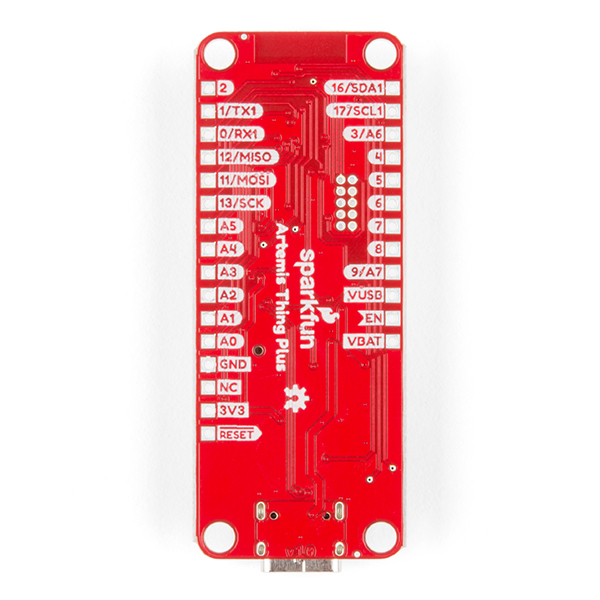 2
1/TX1
0/RX1
12/MISO
11/MOSI
13/SCK
A5
A4
A3
A2
A1
A0
GND
NC
3V3
RESET
16/SDA1
17/SCL1
3/A6
4
5
6
7
8
9/A7
VUSB
EN
VBAT
sparkfun
Artemis Thing Plus